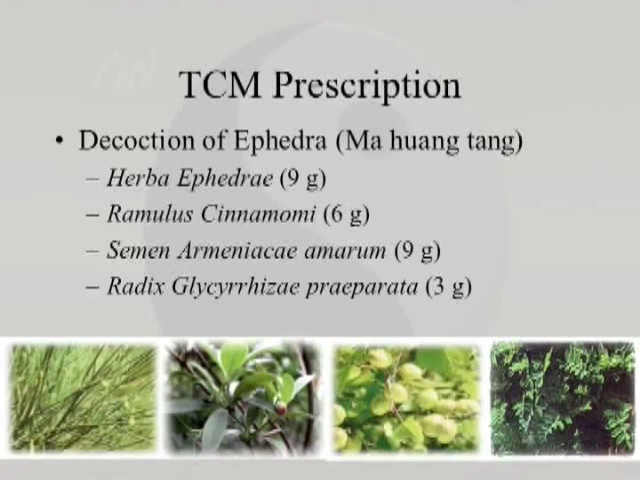 TCM Prescription
• Decoction of Ephedra (Ma huang tang)
– Herba Ephedrae (9 g)
– Ramulus Cinnamomi (6 g)
– Semen Armeniacae amarum (9 g)
– Radix Glycyrrhizae praeparata (3 g)